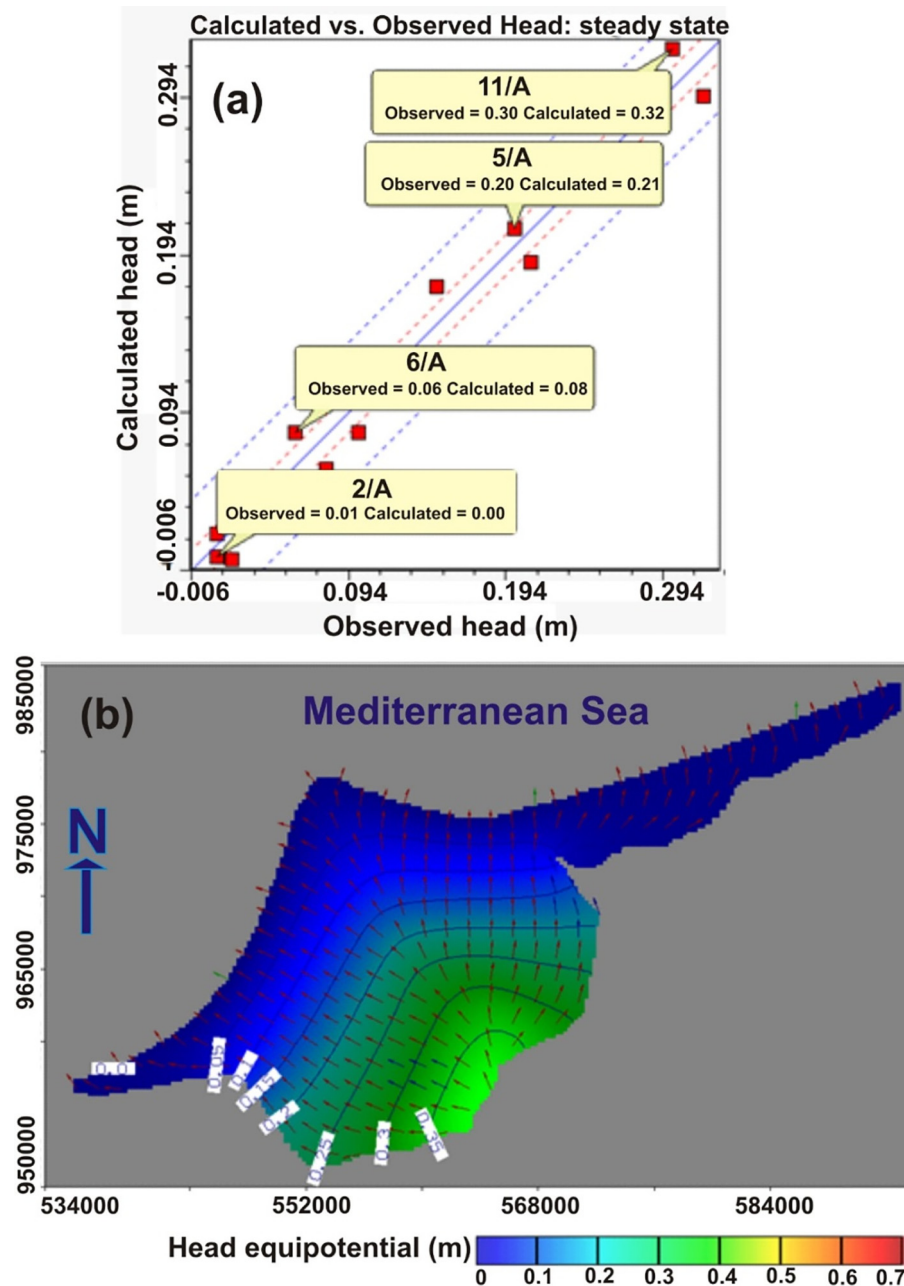 Calculated vs. Observed Head: steady state
(a)
Calculated head (m)
0.294
0.194
0.094
-0.006
11/A
Observed = 0.30 Calculated = 0.32
5/A
Observed = 0.20 Calculated = 0.21
6/A
Observed = 0.06 Calculated = 0.08
2/A
Observed = 0.01 Calculated = 0.00
-0.006 0.094 0.194 0.294
Observed head (m)
(b)
Mediterranean Sea
N
985000
975000
965000
950000
0.0
0.05
0.1
0.15
0.2
0.25
0.3
0.35
534000 552000 568000 584000
Head equipotential (m)
0 0.1 0.2 0.3 0.4 0.5 0.6 0.7